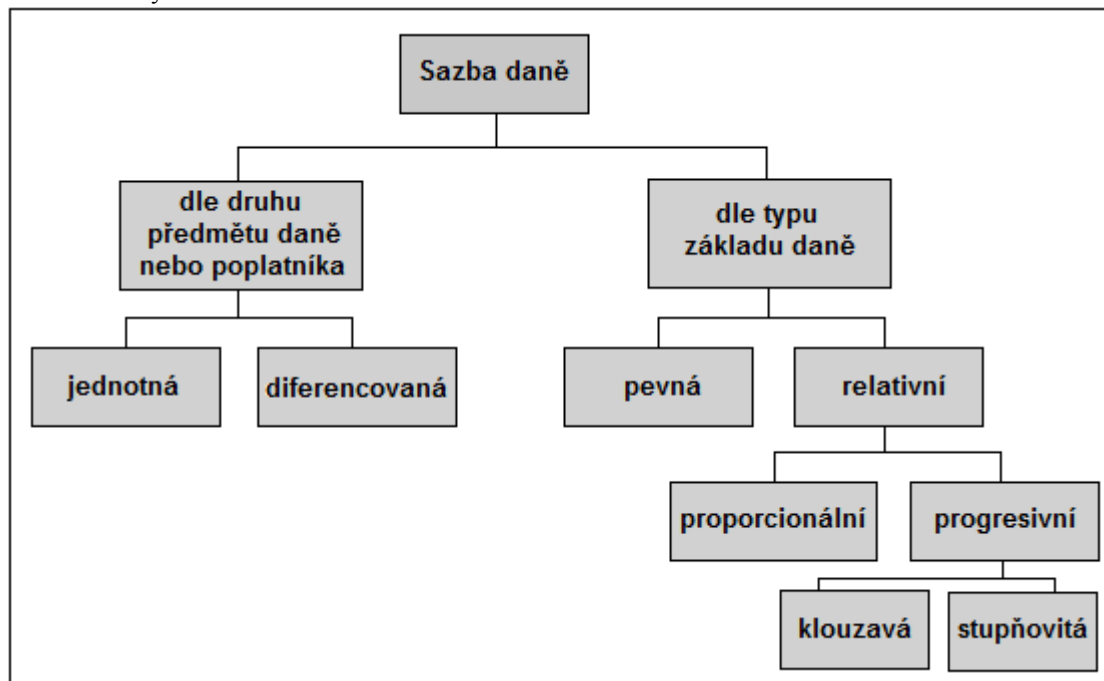 Sazba daně
dle druhu
předmětu daně
nebo poplatníka
dle typu
základu daně
jednotná
diferencovaná
pevná
relativní
proporcionální
progresivní
klouzavá
stupňovitá